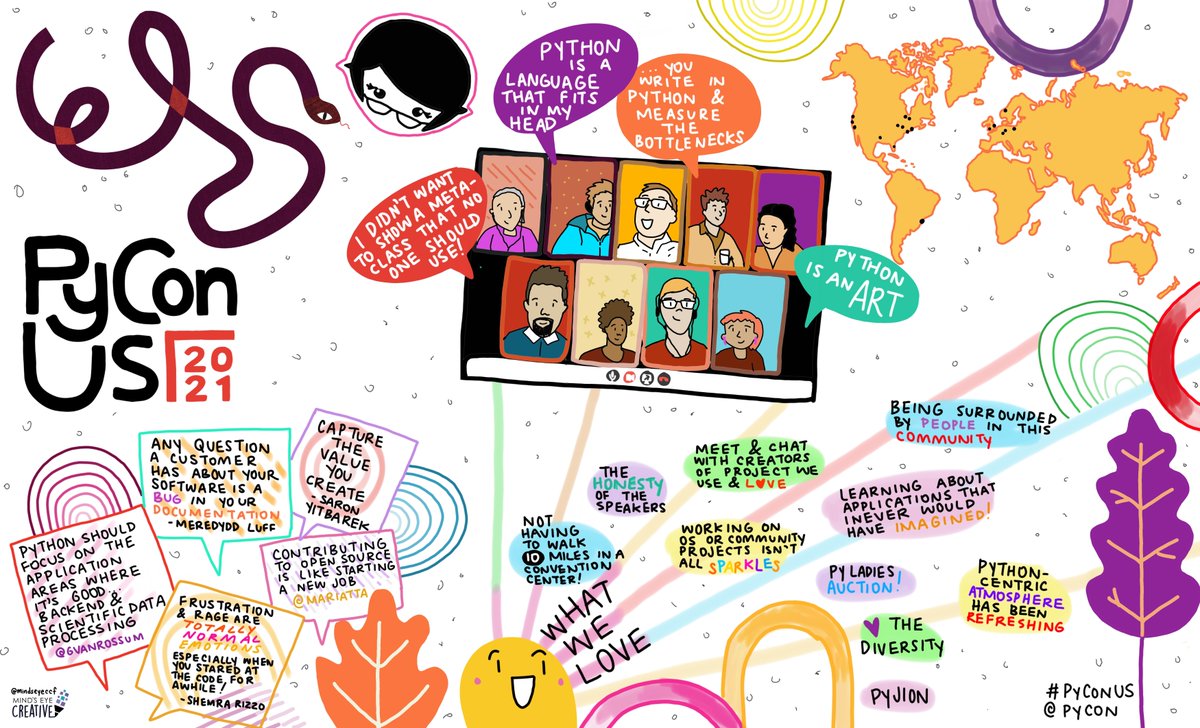 PyCon
US
20
21
PYTHON
IS A
LANGUAGE
THAT FITS
IN MY
HEAD
...YOU
WRITE IN
PYTHON &
MEASURE
THE
BOTTLENECKS
I DIDN'T WANT
TO SHOW A META-
CLASS THAT NO
ONE SHOULD
USE!
PYTHON
IS AN ART
ANY QUESTION
A CUSTOMER
HAS ABOUT YOUR
SOFTWARE IS A
BUG IN YOUR
DOCUMENTATION
-MEREDYDD LUFF
CAPTURE
THE
VALUE
YOU
CREATE
-SARON
YITBAREK
PYTHON SHOULD
FOCUS ON THE
APPLICATION
AREAS WHERE
IT'S GOOD...
BACKEND &
SCIENTIFIC DATA
PROCESSING
@GVANROSSUM
CONTRIBUTING
TO OPEN SOURCE
IS LIKE STARTING
A NEW JOB
@MARIATTA
FRUSTRATION
& RAGE ARE
TOTALLY
NORMAL
EMOTIONS
ESPECIALLY WHEN
YOU STARED AT
THE CODE, FOR
AWHILE!
-SHEMRA RIZZO
WHAT
WE
LOVE
NOT
HAVING
TO WALK
10 MILES IN A
CONVENTION
CENTER!
THE
HONESTY
OF THE
SPEAKERS
MEET & CHAT
WITH CREATORS
OF PROJECT WE
USE & L♥VE
WORKING ON
OS OR COMMUNITY
PROJECTS ISN'T
ALL SPARKLES
BEING SURROUNDED
BY PEOPLE IN THIS
COMMUNITY
LEARNING ABOUT
APPLICATIONS THAT
I NEVER WOULD
HAVE IMAGINED!
PYLADIES
AUCTION!
PYTHON-
CENTRIC
ATMOSPHERE
HAS BEEN
REFRESHING
♥ THE
DIVERSITY
PYJION
@mindseyeccf
MIND'S EYE
CREATIVE
#PYCONUS
@PYCON